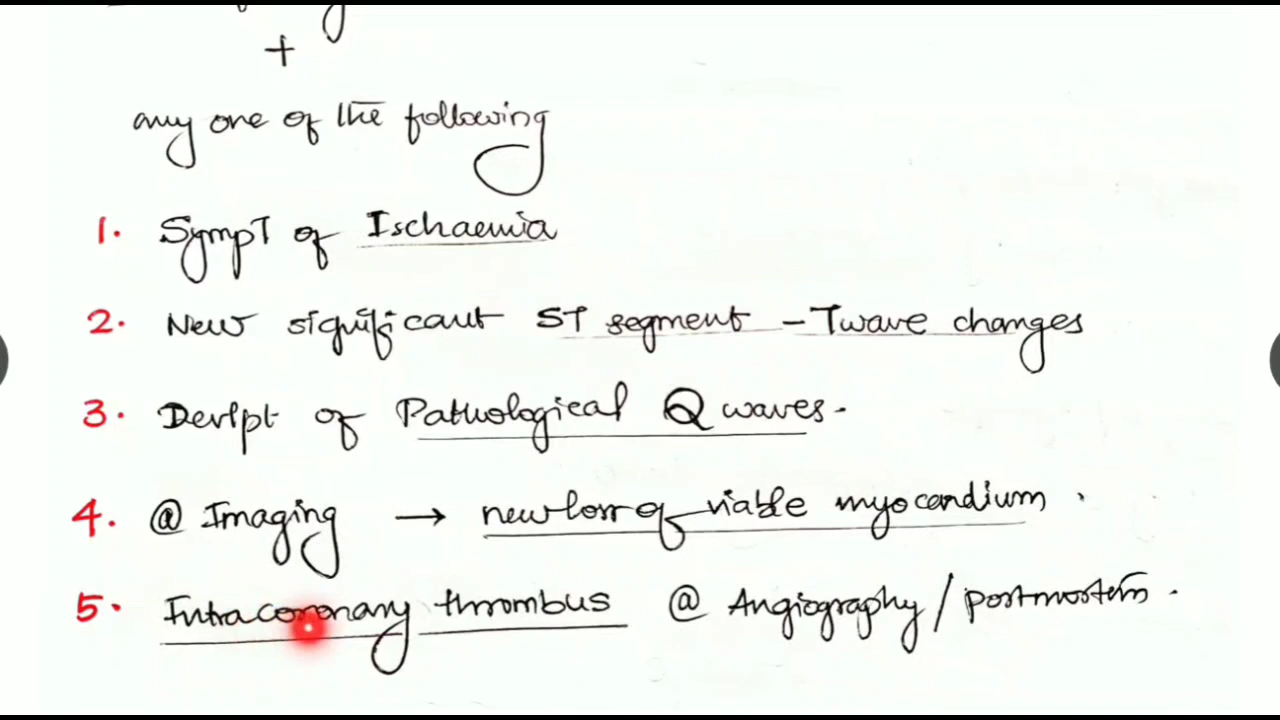 +
any one of the following
1. Sympt of Ischaemia
2. New significant ST segment - T wave changes
3. Devlpt of Pathological Q waves.
4. @ Imaging → new loss of viable myocardium.
5. Intracoronary thrombus @ Angiography / postmortem.